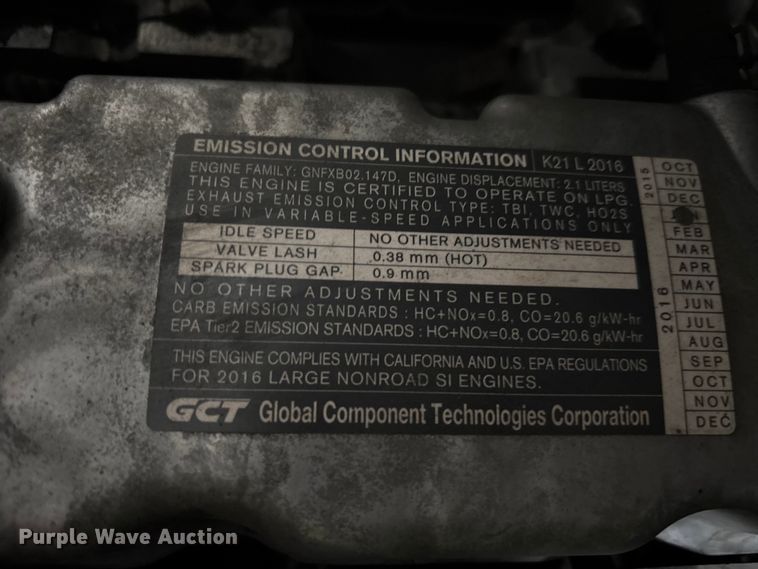 EMISSION CONTROL INFORMATION K21 L 2016
ENGINE FAMILY: GNFXB02.147D, ENGINE DISPLACEMENT: 2.1 LITERS
THIS ENGINE IS CERTIFIED TO OPERATE ON LPG.
EXHAUST EMISSION CONTROL TYPE: TBI, TWC, HO2S
USE IN VARIABLE-SPEED APPLICATIONS ONLY
IDLE SPEED NO OTHER ADJUSTMENTS NEEDED
VALVE LASH 0.38 mm (HOT)
SPARK PLUG GAP 0.9 mm
NO OTHER ADJUSTMENTS NEEDED.
CARB EMISSION STANDARDS : HC+NOx=0.8, CO=20.6 g/kW-hr
EPA Tier2 EMISSION STANDARDS : HC+NOx=0.8, CO=20.6 g/kW-hr
THIS ENGINE COMPLIES WITH CALIFORNIA AND U.S. EPA REGULATIONS
FOR 2016 LARGE NONROAD SI ENGINES.
GCT Global Component Technologies Corporation
2015
OCT
NOV
DEC
2016
FEB
MAR
APR
MAY
JUN
JUL
AUG
SEP
OCT
NOV
DEC
Purple Wave Auction